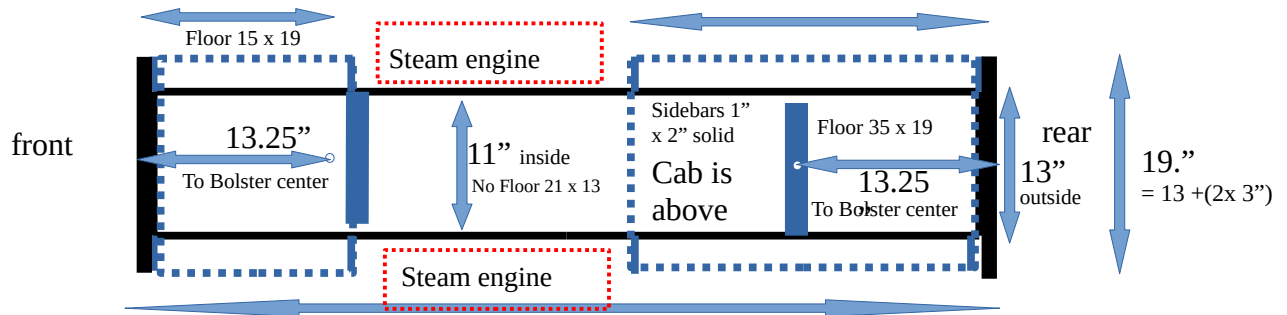 Floor 15 x 19
Steam engine
front
13.25”
To Bolster center
11” inside
No Floor 21 x 13
Sidebars 1”
x 2” solid
Cab is
above
Floor 35 x 19
13.25
”
To Bolster center
rear
13”
outside
19.”
= 13 +(2x 3”)
Steam engine